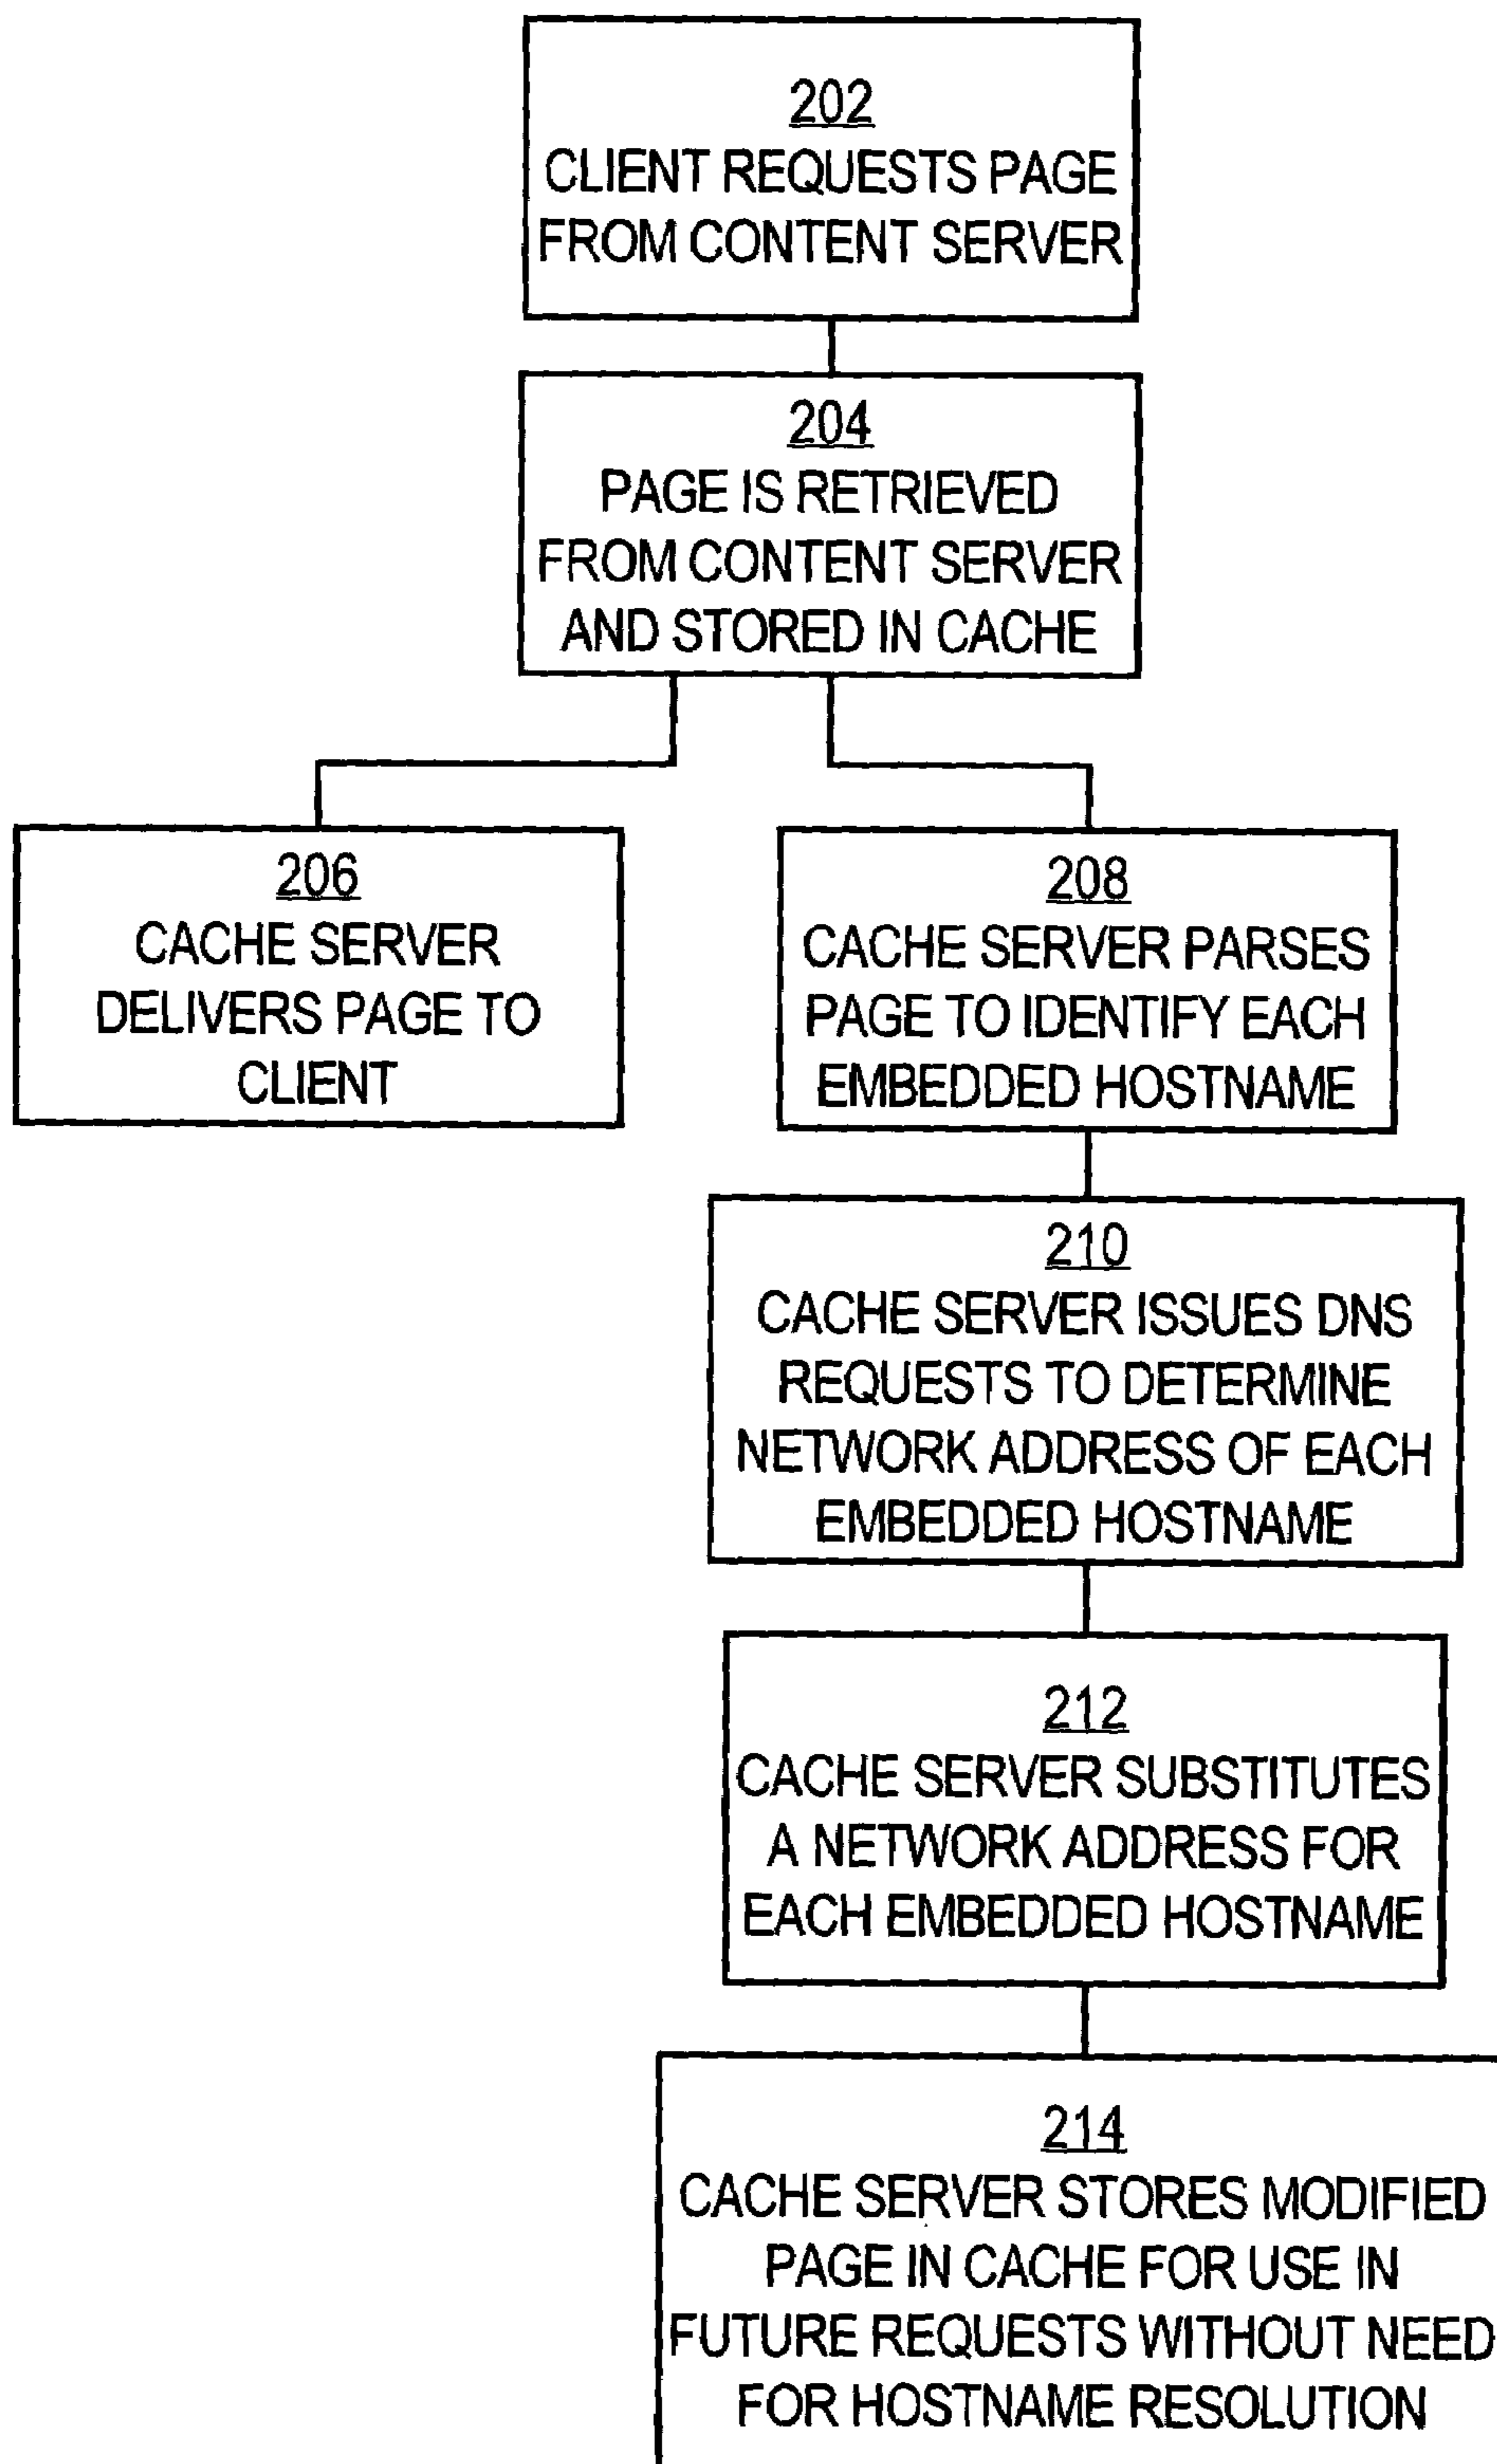 202
CLIENT REQUESTS PAGE
FROM CONTENT SERVER
204
PAGE IS RETRIEVED
FROM CONTENT SERVER
AND STORED IN CACHE
206
CACHE SERVER
DELIVERS PAGE TO
CLIENT
208
CACHE SERVER PARSES
PAGE TO IDENTIFY EACH
EMBEDDED HOSTNAME
210
CACHE SERVER ISSUES DNS
REQUESTS TO DETERMINE
NETWORK ADDRESS OF EACH
EMBEDDED HOSTNAME
212
CACHE SERVER SUBSTITUTES
A NETWORK ADDRESS FOR
EACH EMBEDDED HOSTNAME
214
CACHE SERVER STORES MODIFIED
PAGE IN CACHE FOR USE IN
FUTURE REQUESTS WITHOUT NEED
FOR HOSTNAME RESOLUTION